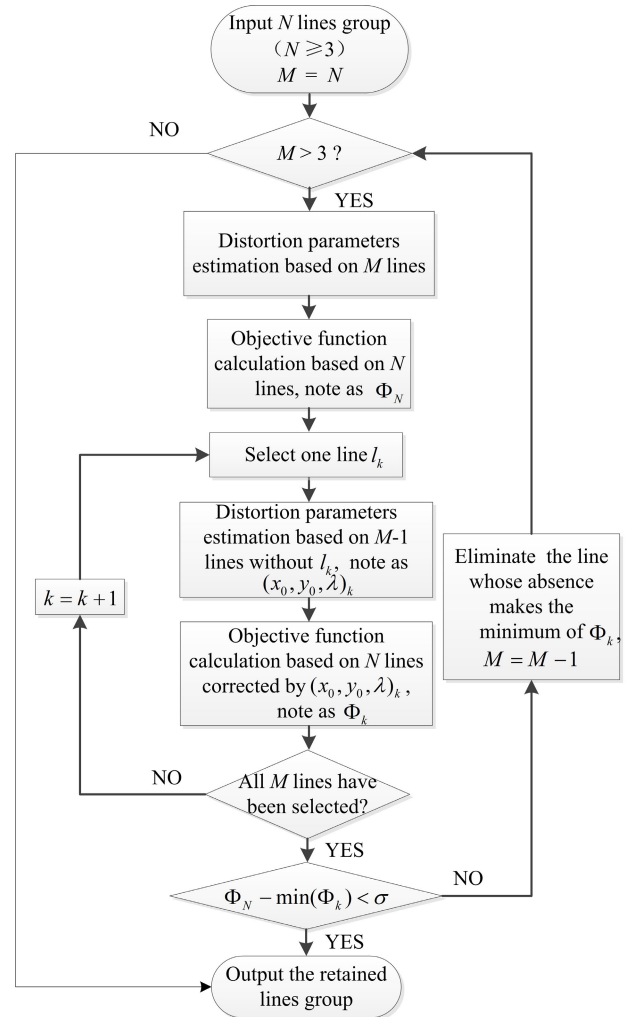 Input N lines group
（N ≥3）
M = N
NO
M > 3 ?
YES
Distortion parameters
estimation based on M lines
Objective function
calculation based on N
lines, note as Φ_N
Select one line l_k
Distortion parameters
estimation based on M-1
lines without l_k, note as
(x_0, y_0, λ)_k
Eliminate the line
whose absence
makes the
minimum of Φ_k,
M = M − 1
k = k + 1
Objective function
calculation based on N lines
corrected by (x_0, y_0, λ)_k ,
note as Φ_k
NO
All M lines have
been selected?
YES
NO
Φ_N − min(Φ_k) < σ
YES
Output the retained
lines group